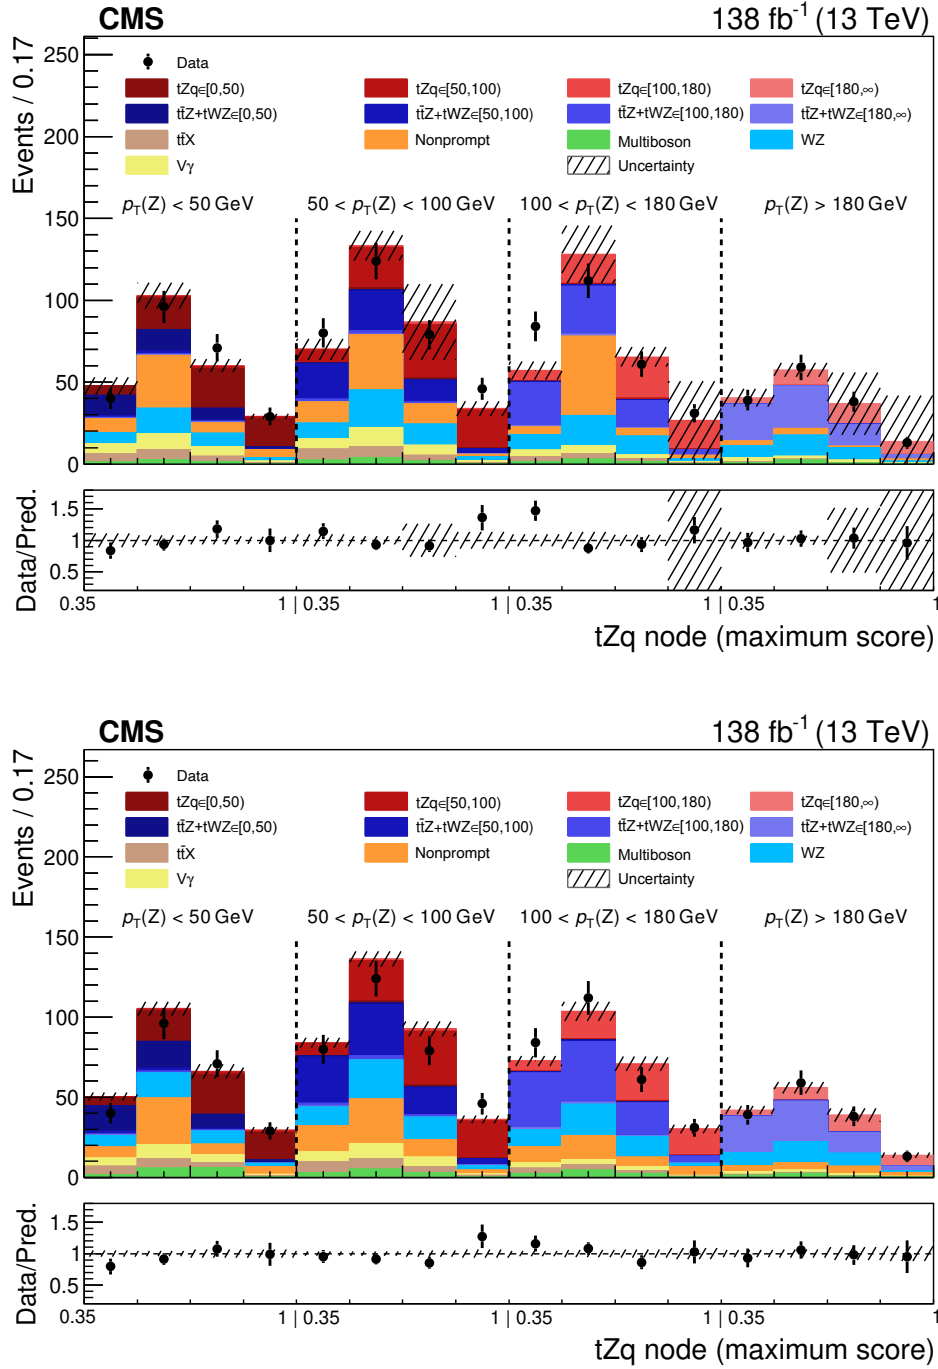 CMS 138 fb⁻¹ (13 TeV)
Events / 0.17
250
200
150
100
50
0
Data
tZq∈[0,50) tZq∈[50,100) tZq∈[100,180) tZq∈[180,∞)
tt̄Z+tWZ∈[0,50) tt̄Z+tWZ∈[50,100) tt̄Z+tWZ∈[100,180) tt̄Z+tWZ∈[180,∞)
tt̄X Nonprompt Multiboson WZ
Vγ Uncertainty
p_T(Z) < 50 GeV 50 < p_T(Z) < 100 GeV 100 < p_T(Z) < 180 GeV p_T(Z) > 180 GeV
Data/Pred.
1.5
1
0.5
0.35 1 | 0.35 1 | 0.35 1 | 0.35 1
tZq node (maximum score)
CMS 138 fb⁻¹ (13 TeV)
Events / 0.17
250
200
150
100
50
0
Data
tZq∈[0,50) tZq∈[50,100) tZq∈[100,180) tZq∈[180,∞)
tt̄Z+tWZ∈[0,50) tt̄Z+tWZ∈[50,100) tt̄Z+tWZ∈[100,180) tt̄Z+tWZ∈[180,∞)
tt̄X Nonprompt Multiboson WZ
Vγ Uncertainty
p_T(Z) < 50 GeV 50 < p_T(Z) < 100 GeV 100 < p_T(Z) < 180 GeV p_T(Z) > 180 GeV
Data/Pred.
1.5
1
0.5
0.35 1 | 0.35 1 | 0.35 1 | 0.35 1
tZq node (maximum score)